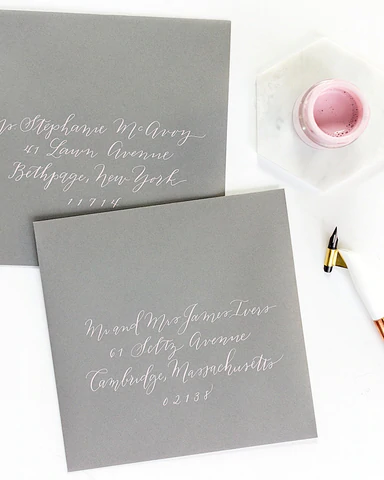 Stephanie McAvoy
41 Lawn Avenue
Bethpage, New York
11714
Mr and Mrs James Ivers
61 Seltz Avenue
Cambridge, Massachusetts
02138